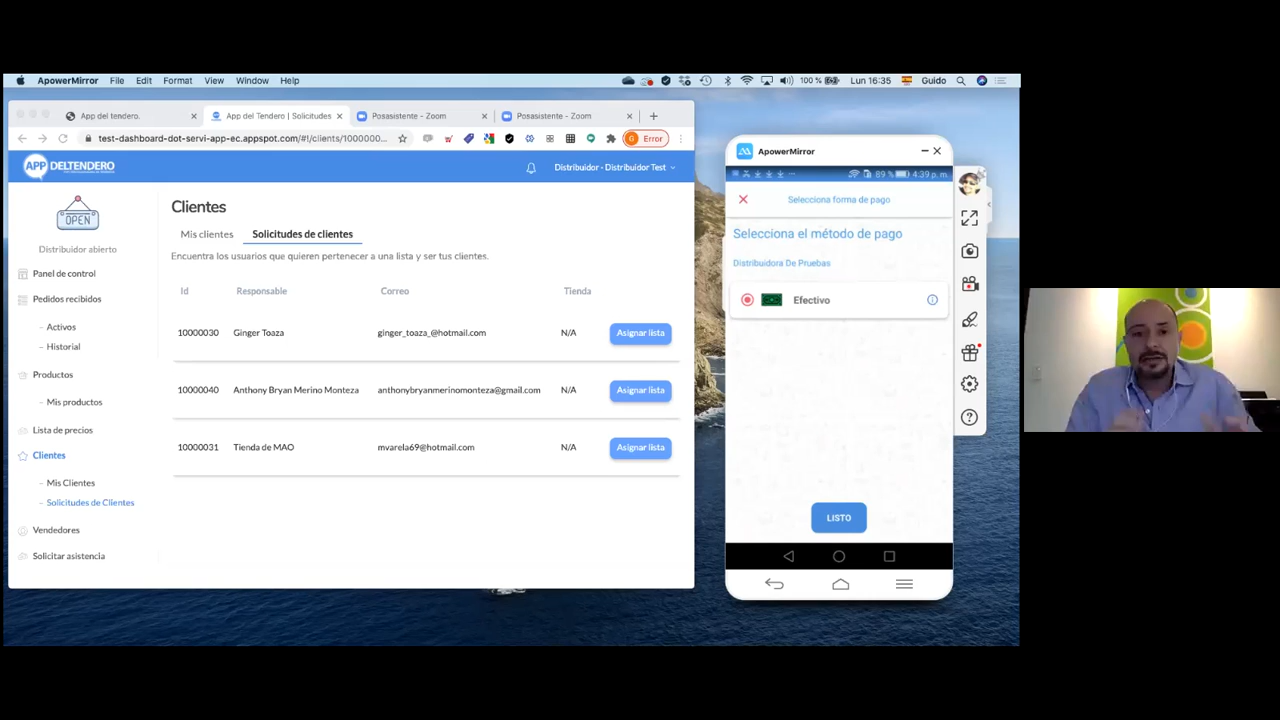 ApowerMirror File Edit Format View Window Help 100 % Lun 16:35 Guido
App del tendero. App del Tendero | Solicitudes Posasistente - Zoom Posasistente - Zoom
test-dashboard-dot-servi-app-ec.appspot.com/#!/clients/1000000... G Error
APP DELTENDERO Distribuidor - Distribuidor Test
OPEN
Distribuidor abierto
Panel de control
Pedidos recibidos
- Activos
- Historial
Productos
- Mis productos
Lista de precios
Clientes
- Mis Clientes
- Solicitudes de Clientes
Vendedores
Solicitar asistencia
Clientes
Mis clientes Solicitudes de clientes
Encuentra los usuarios que quieren pertenecer a una lista y ser tus clientes.
Id Responsable Correo Tienda
10000030 Ginger Toaza ginger_toaza_@hotmail.com N/A Asignar lista
10000040 Anthony Bryan Merino Monteza anthonybryanmerinomonteza@gmail.com N/A Asignar lista
10000031 Tienda de MAO mvarela69@hotmail.com N/A Asignar lista
ApowerMirror
89 % 4:39 p. m.
Selecciona forma de pago
Selecciona el método de pago
Distribuidora De Pruebas
Efectivo
LISTO